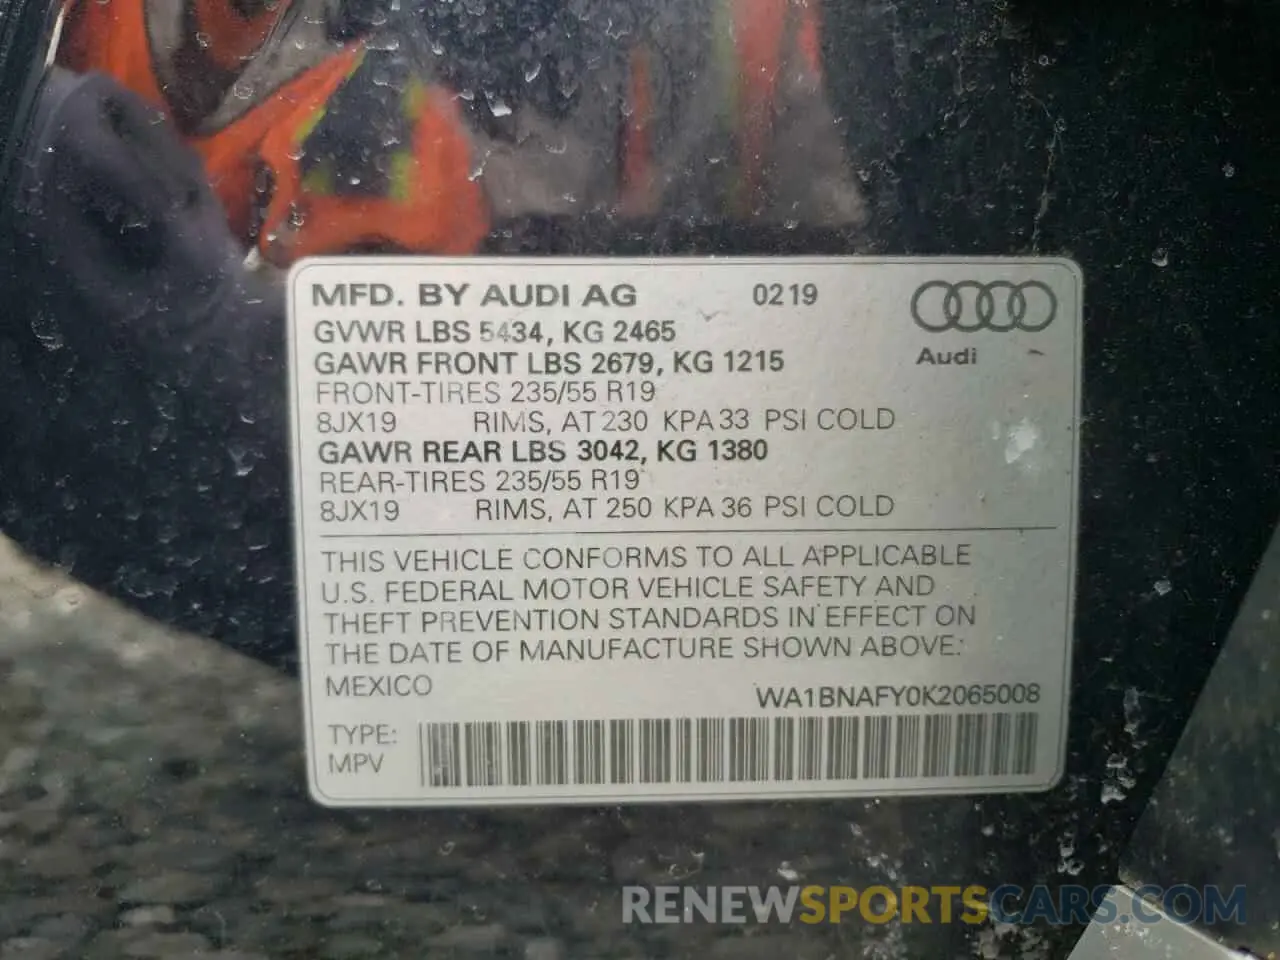 MFD. BY AUDI AG 0219
GVWR LBS 5434, KG 2465
GAWR FRONT LBS 2679, KG 1215
Audi
FRONT-TIRES 235/55 R19
8JX19 RIMS, AT 230 KPA 33 PSI COLD
GAWR REAR LBS 3042, KG 1380
REAR-TIRES 235/55 R19
8JX19 RIMS, AT 250 KPA 36 PSI COLD
THIS VEHICLE CONFORMS TO ALL APPLICABLE
U.S. FEDERAL MOTOR VEHICLE SAFETY AND
THEFT PREVENTION STANDARDS IN EFFECT ON
THE DATE OF MANUFACTURE SHOWN ABOVE:
MEXICO WA1BNAFY0K2065008
TYPE:
MPV
RENEWSPORTSCARS.COM